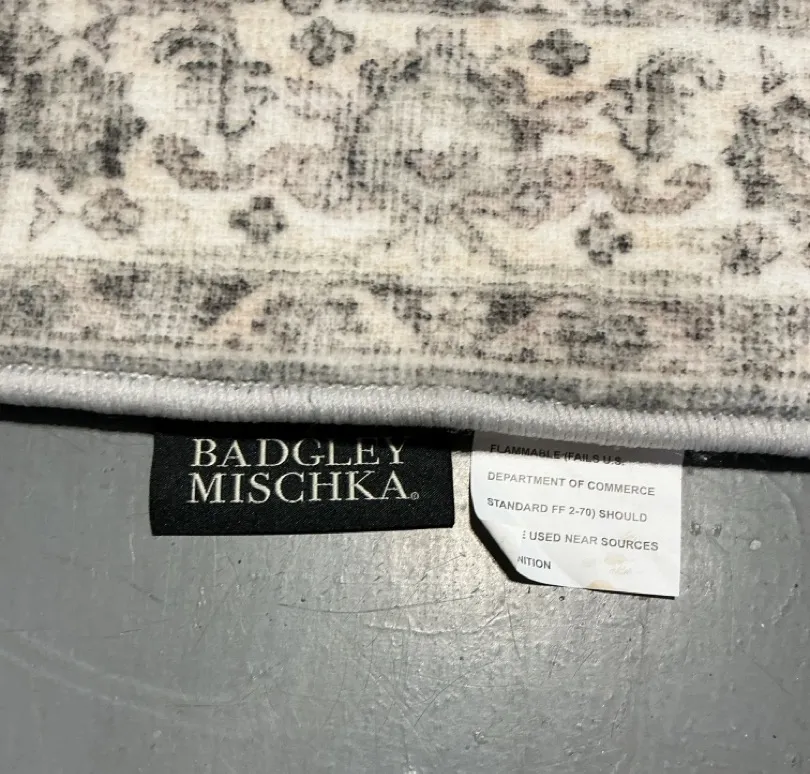 BADGLEY
MISCHKA®
FLAMMABLE (FAILS U.S.
DEPARTMENT OF COMMERCE
STANDARD FF 2-70) SHOULD
E USED NEAR SOURCES
NITION